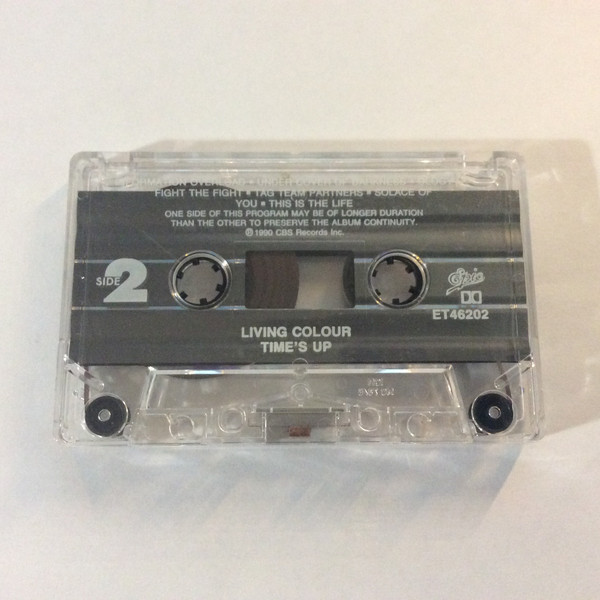 FIGHT THE FIGHT ■ TAG TEAM PARTNERS ■ SOLACE OF
YOU ■ THIS IS THE LIFE
ONE SIDE OF THIS PROGRAM MAY BE OF LONGER DURATION
THAN THE OTHER TO PRESERVE THE ALBUM CONTINUITY.
℗ 1990 CBS Records Inc.
SIDE 2
Epic
ET46202
LIVING COLOUR
TIME'S UP